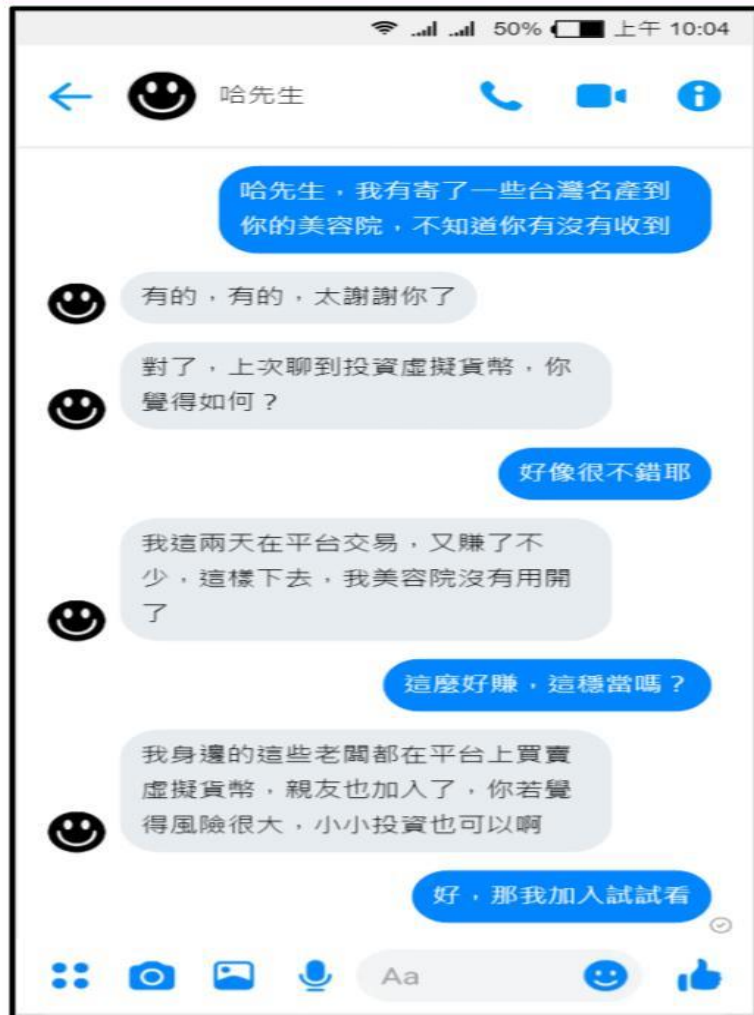 50% 上午 10:04
哈先生
哈先生，我有寄了一些台灣名產到
你的美容院，不知道你有沒有收到
有的，有的，太謝謝你了
對了，上次聊到投資虛擬貨幣，你
覺得如何？
好像很不錯耶
我這兩天在平台交易，又賺了不
少，這樣下去，我美容院沒有用開
了
這麼好賺，這穩當嗎？
我身邊的這些老闆都在平台上買賣
虛擬貨幣，親友也加入了，你若覺
得風險很大，小小投資也可以啊
好，那我加入試試看
Aa